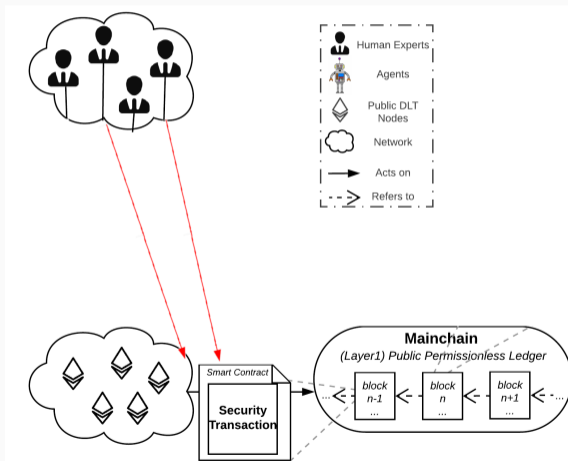 Human Experts
Agents
Public DLT
Nodes
Network
Acts on
Refers to
Smart Contract
Security
Transaction
Mainchain
(Layer1) Public Permissionless Ledger
...
block
n-1
...
block
n
...
block
n+1
...
...